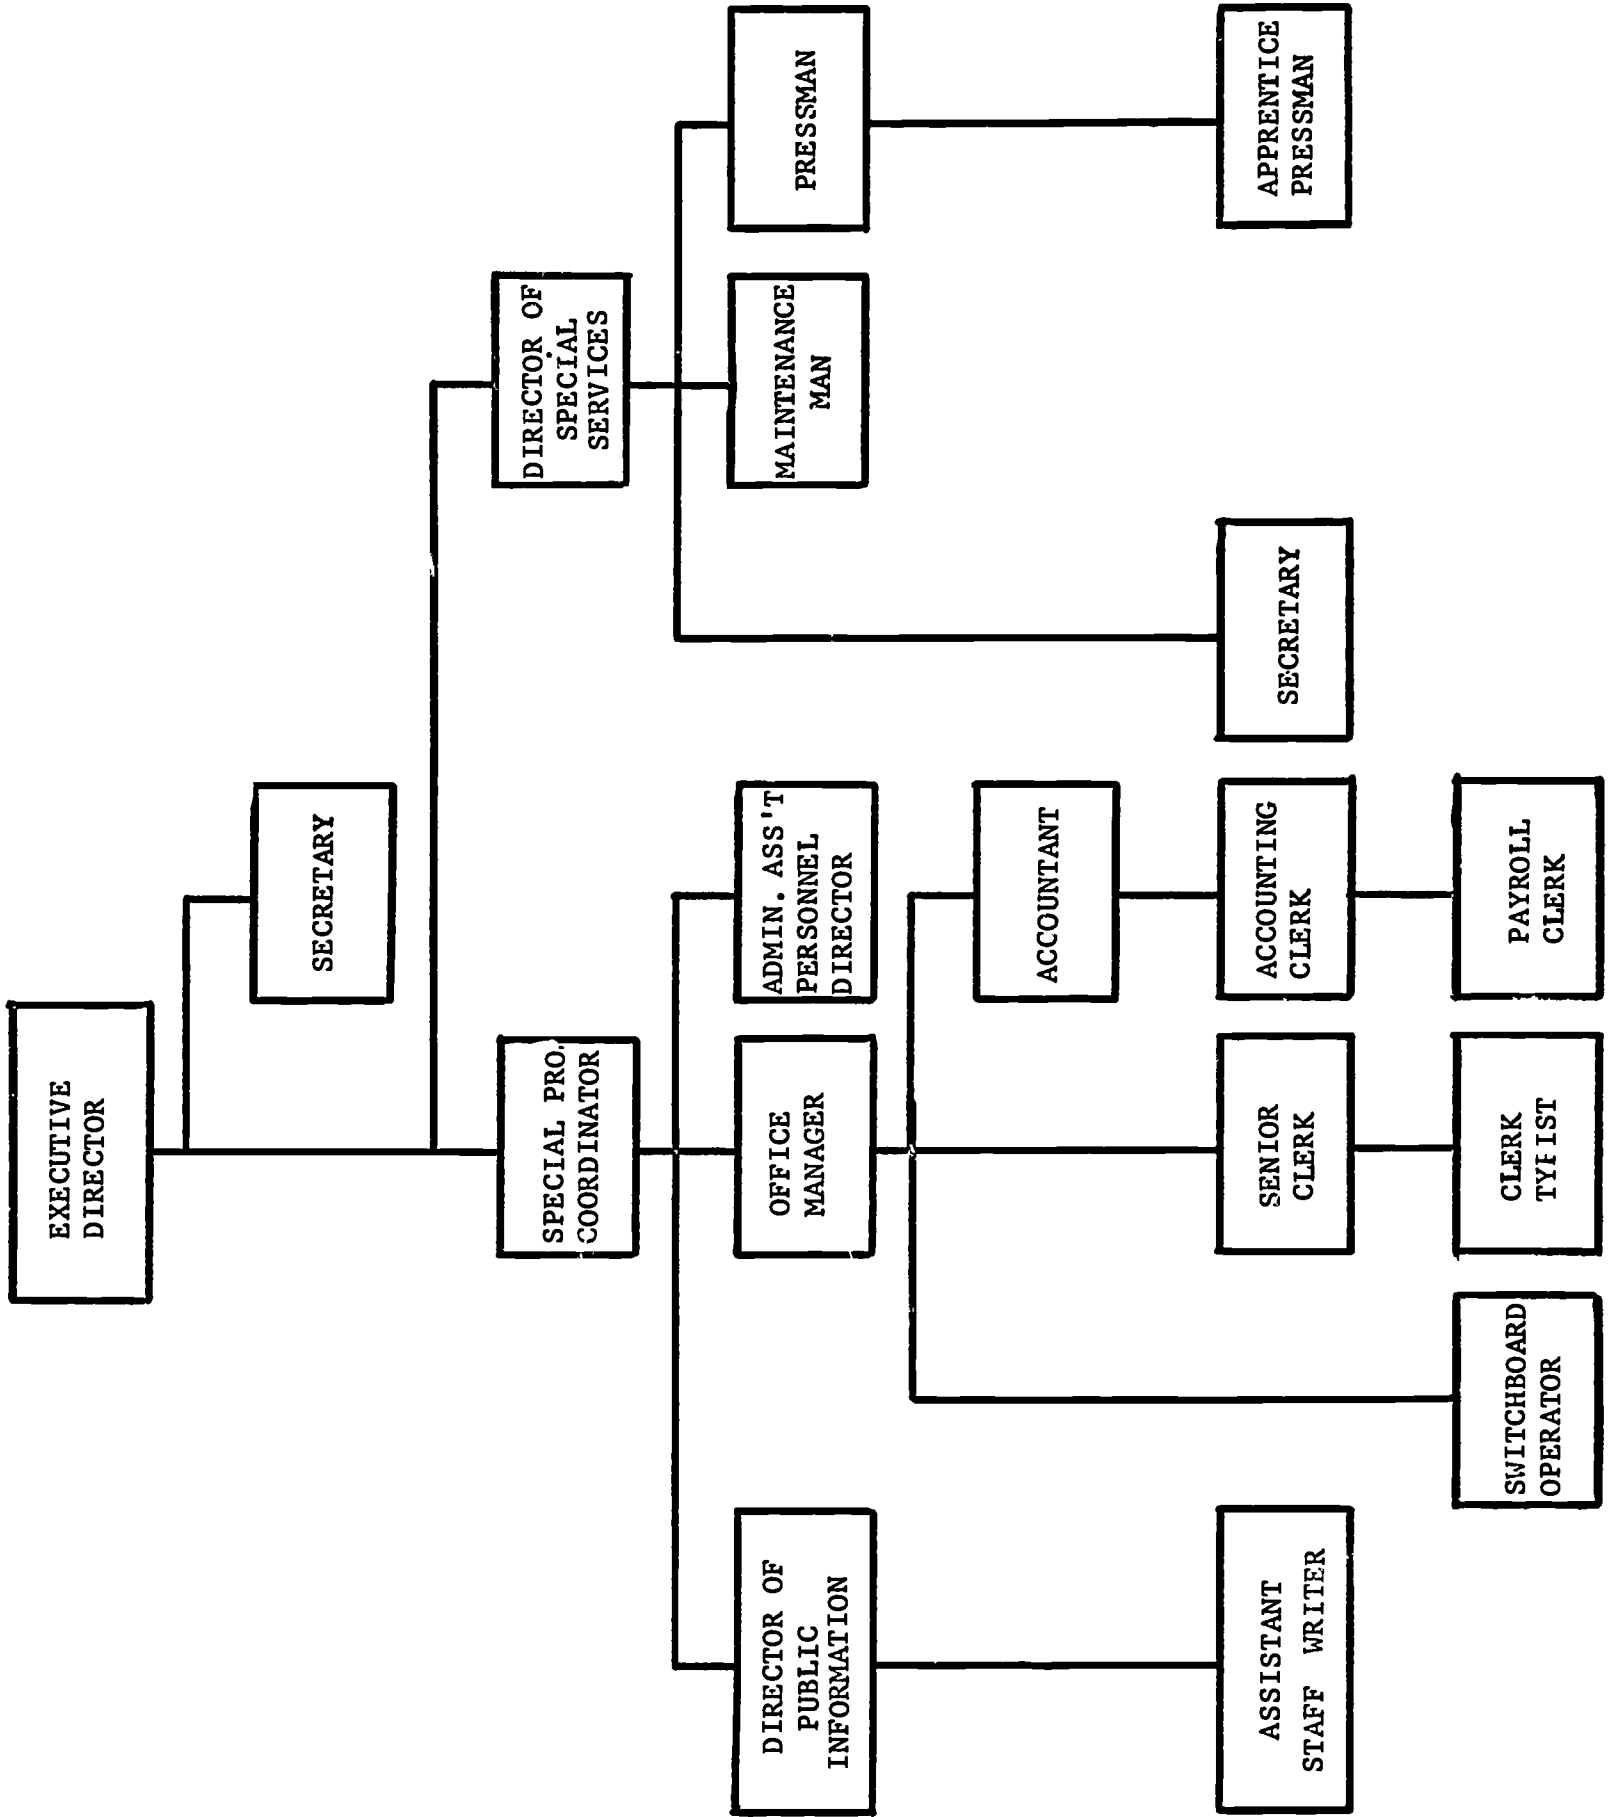 EXECUTIVE
DIRECTOR
SECRETARY
SPECIAL PRO.
COORDINATOR
DIRECTOR OF
SPECIAL
SERVICES
DIRECTOR OF
PUBLIC
INFORMATION
OFFICE
MANAGER
ADMIN. ASS'T
PERSONNEL
DIRECTOR
MAINTENANCE
MAN
PRESSMAN
ACCOUNTANT
ASSISTANT
STAFF WRITER
SENIOR
CLERK
ACCOUNTING
CLERK
SECRETARY
APPRENTICE
PRESSMAN
SWITCHBOARD
OPERATOR
CLERK
TYPIST
PAYROLL
CLERK